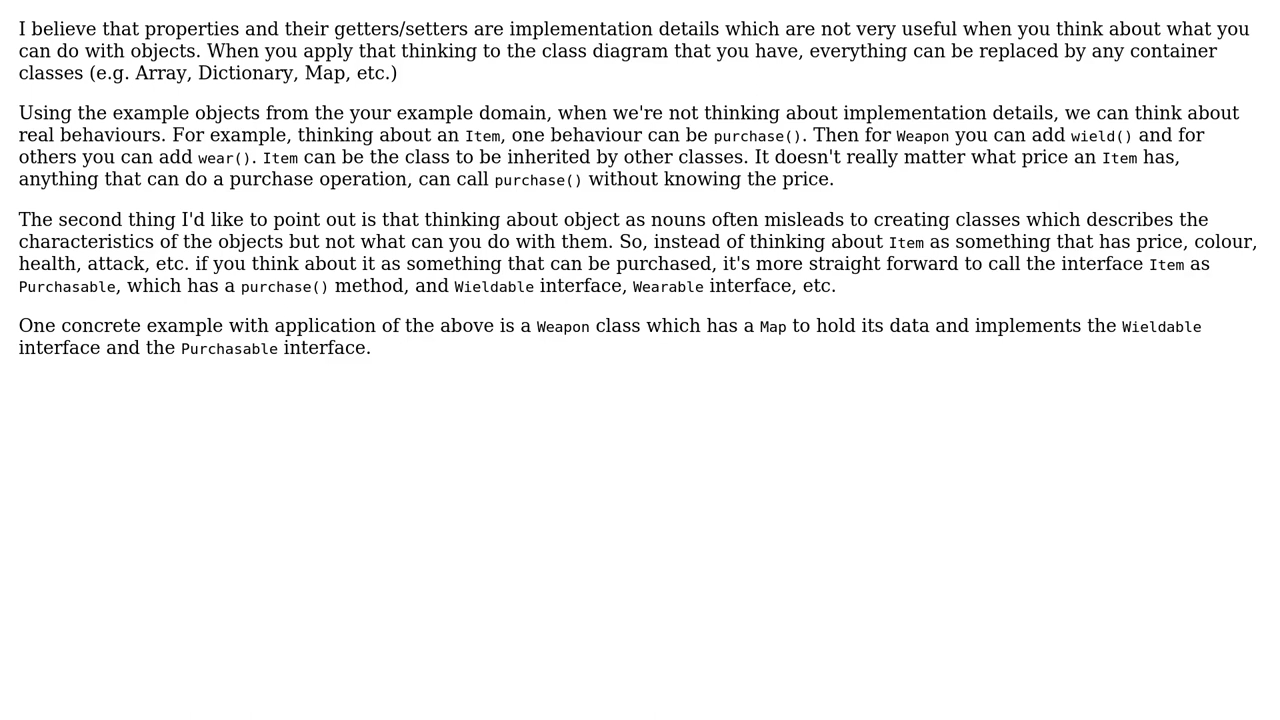 I believe that properties and their getters/setters are implementation details which are not very useful when you think about what you
can do with objects. When you apply that thinking to the class diagram that you have, everything can be replaced by any container
classes (e.g. Array, Dictionary, Map, etc.)
Using the example objects from the your example domain, when we're not thinking about implementation details, we can think about
real behaviours. For example, thinking about an Item, one behaviour can be purchase(). Then for Weapon you can add wield() and for
others you can add wear(). Item can be the class to be inherited by other classes. It doesn't really matter what price an Item has,
anything that can do a purchase operation, can call purchase() without knowing the price.
The second thing I'd like to point out is that thinking about object as nouns often misleads to creating classes which describes the
characteristics of the objects but not what can you do with them. So, instead of thinking about Item as something that has price, colour,
health, attack, etc. if you think about it as something that can be purchased, it's more straight forward to call the interface Item as
Purchasable, which has a purchase() method, and Wieldable interface, Wearable interface, etc.
One concrete example with application of the above is a Weapon class which has a Map to hold its data and implements the Wieldable
interface and the Purchasable interface.